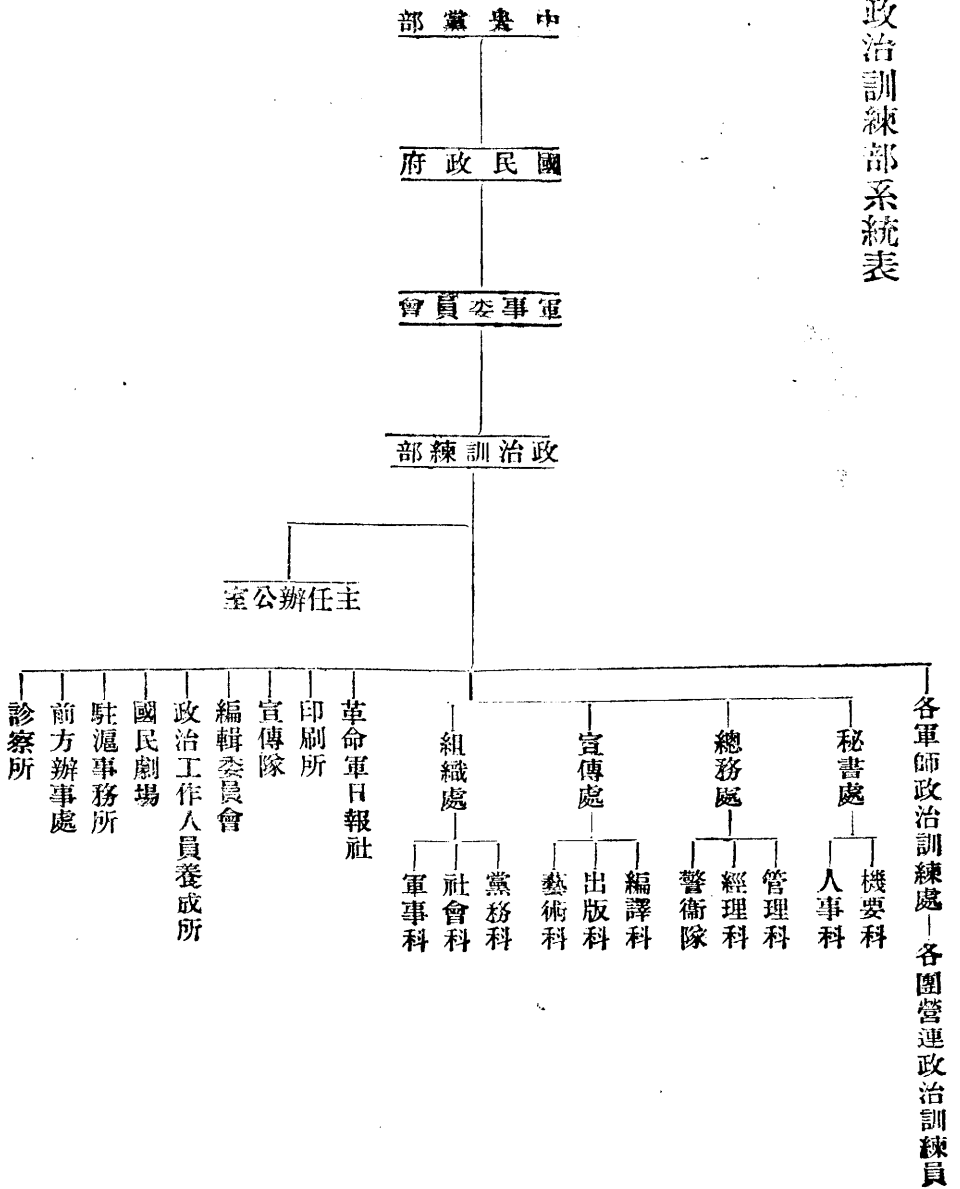 政治訓練部系統表
中央黨部
國民政府
軍事委員會
政治訓練部
主任辦公室
各軍師政治訓練處—各團營連政治訓練員
秘書處
機要科
人事科
總務處
管理科
經理科
警衞隊
宣傳處
編譯科
出版科
藝術科
組織處
黨務科
社會科
軍事科
革命軍日報社
印刷所
宣傳隊
編輯委員會
政治工作人員養成所
國民劇場
駐滬事務所
前方辦事處
診察所